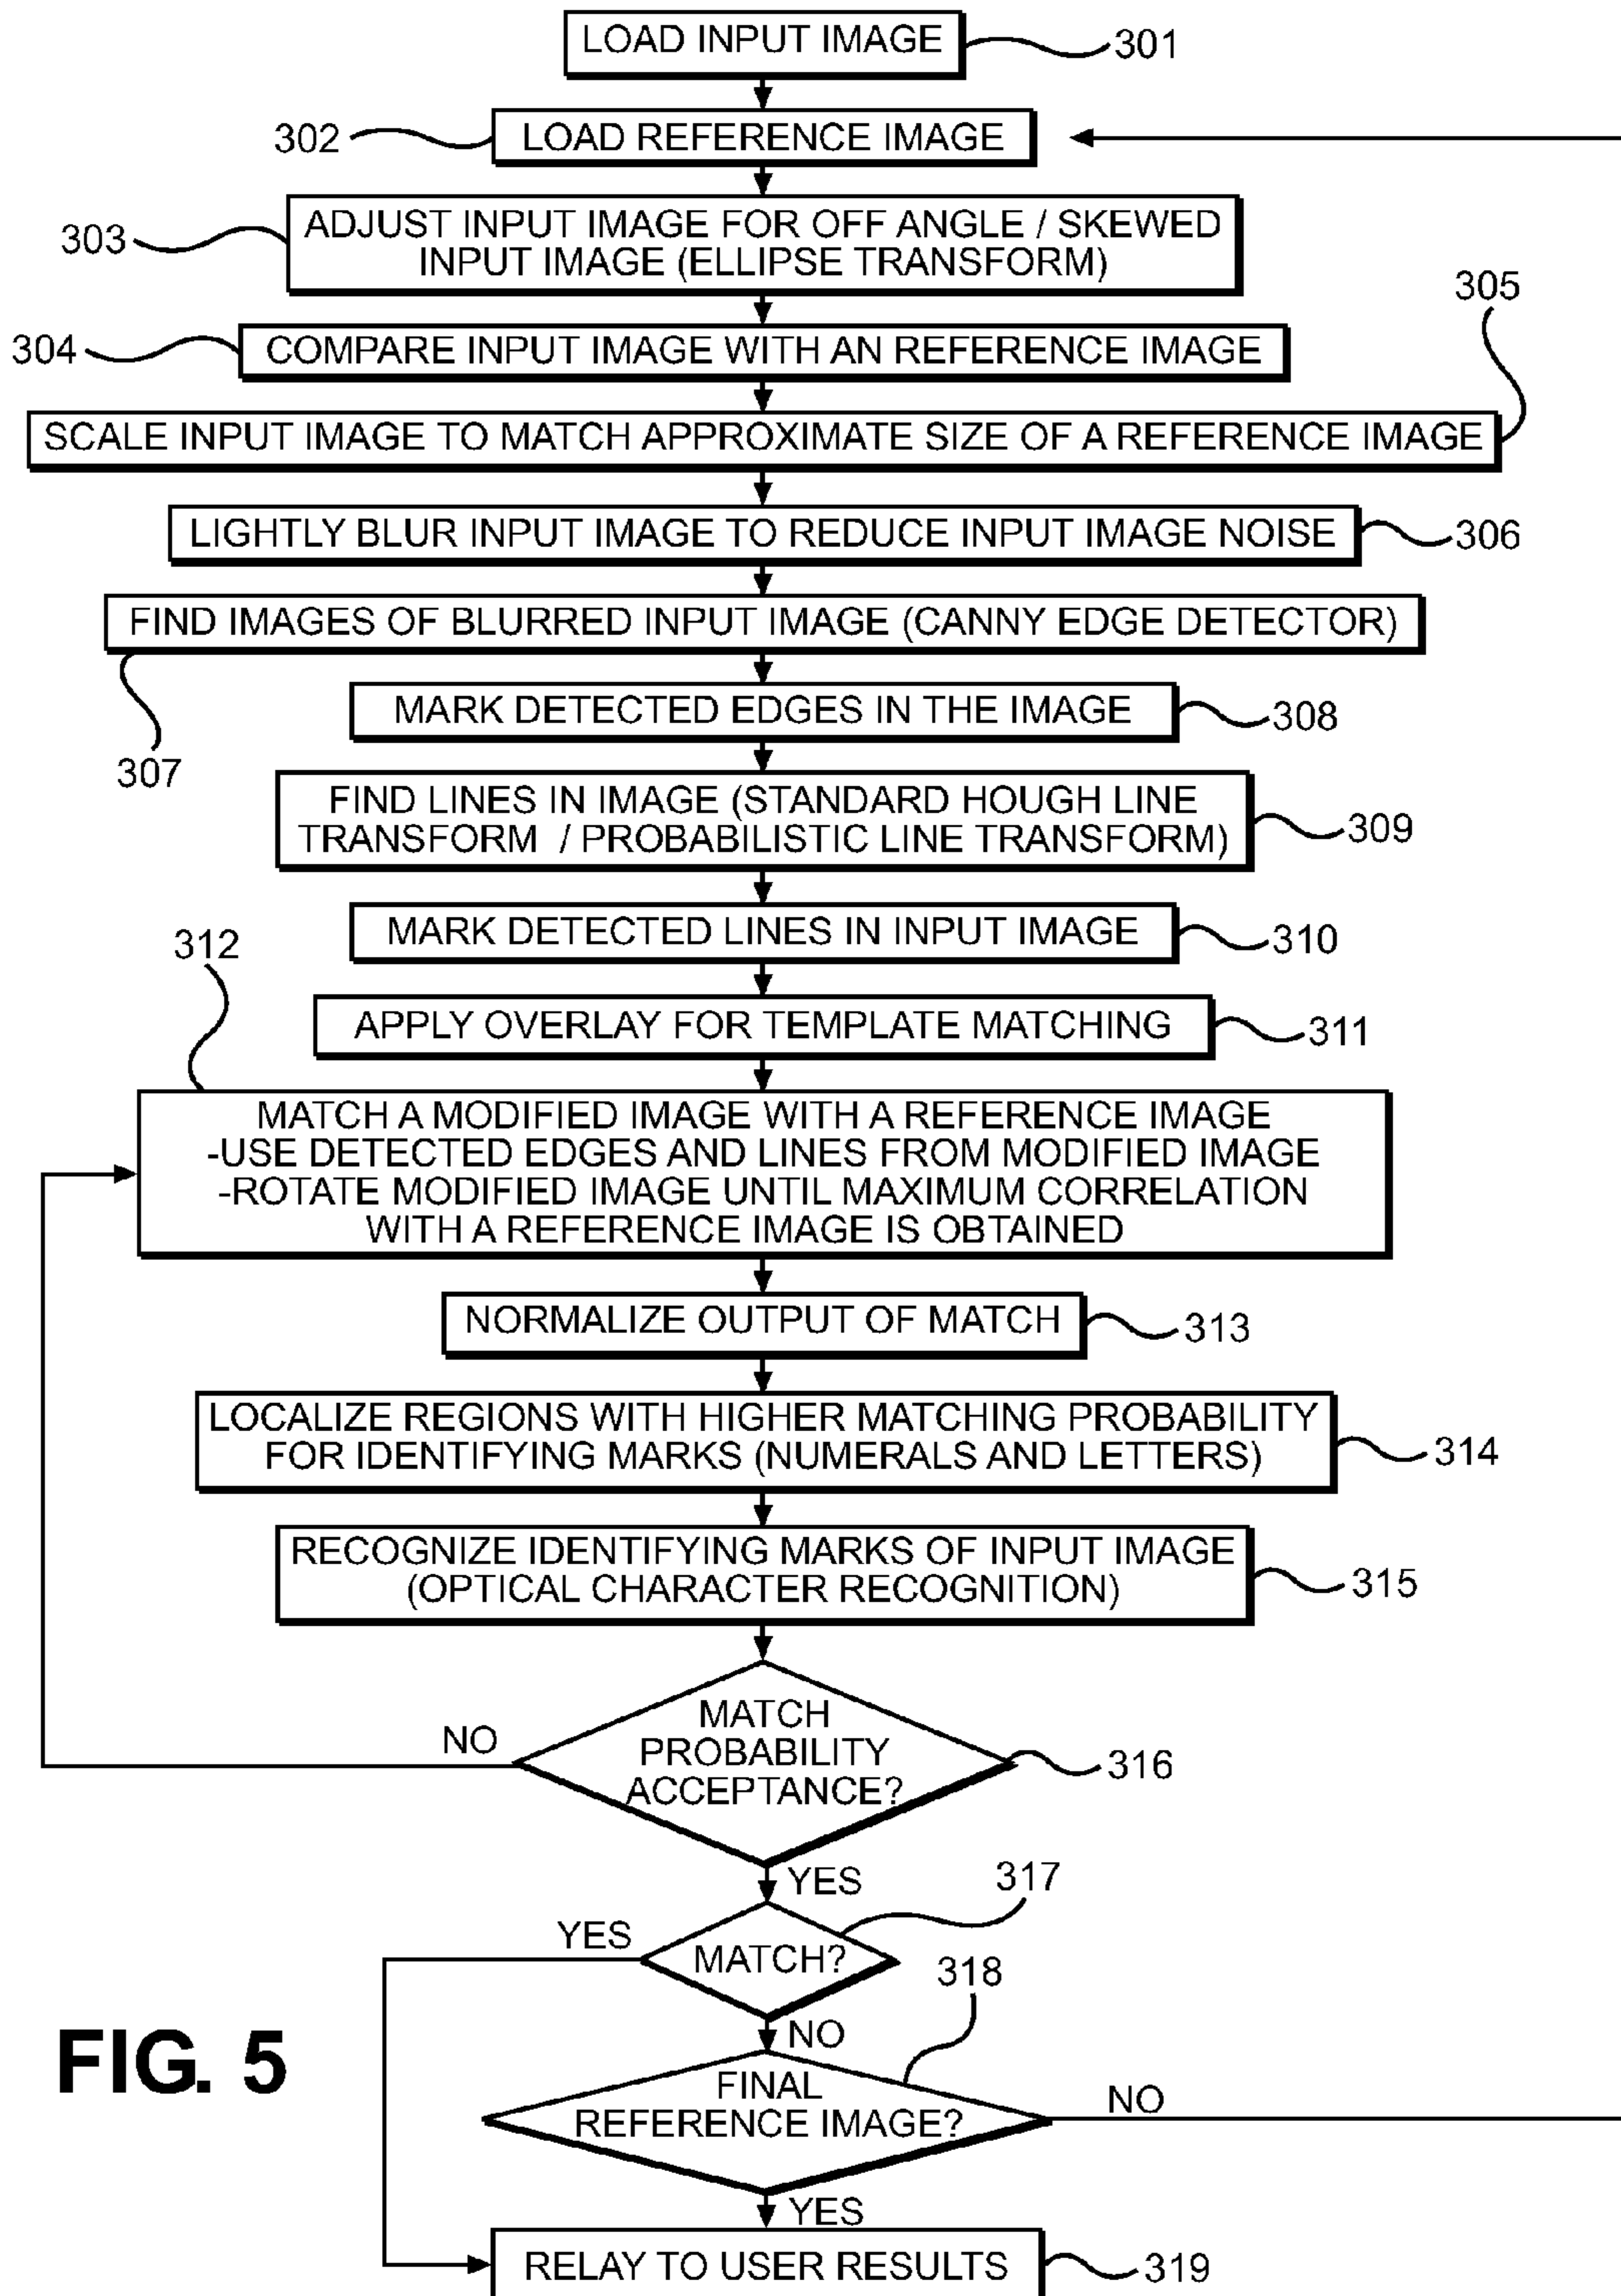 LOAD INPUT IMAGE
301
302
LOAD REFERENCE IMAGE
303
ADJUST INPUT IMAGE FOR OFF ANGLE / SKEWED
INPUT IMAGE (ELLIPSE TRANSFORM)
305
304
COMPARE INPUT IMAGE WITH AN REFERENCE IMAGE
SCALE INPUT IMAGE TO MATCH APPROXIMATE SIZE OF A REFERENCE IMAGE
LIGHTLY BLUR INPUT IMAGE TO REDUCE INPUT IMAGE NOISE
306
FIND IMAGES OF BLURRED INPUT IMAGE (CANNY EDGE DETECTOR)
307
MARK DETECTED EDGES IN THE IMAGE
308
FIND LINES IN IMAGE (STANDARD HOUGH LINE
TRANSFORM / PROBABILISTIC LINE TRANSFORM)
309
MARK DETECTED LINES IN INPUT IMAGE
310
312
APPLY OVERLAY FOR TEMPLATE MATCHING
311
MATCH A MODIFIED IMAGE WITH A REFERENCE IMAGE
-USE DETECTED EDGES AND LINES FROM MODIFIED IMAGE
-ROTATE MODIFIED IMAGE UNTIL MAXIMUM CORRELATION
WITH A REFERENCE IMAGE IS OBTAINED
NORMALIZE OUTPUT OF MATCH
313
LOCALIZE REGIONS WITH HIGHER MATCHING PROBABILITY
FOR IDENTIFYING MARKS (NUMERALS AND LETTERS)
314
RECOGNIZE IDENTIFYING MARKS OF INPUT IMAGE
(OPTICAL CHARACTER RECOGNITION)
315
MATCH
PROBABILITY
ACCEPTANCE?
NO
316
YES
317
YES
MATCH?
318
NO
FINAL
REFERENCE IMAGE?
NO
YES
RELAY TO USER RESULTS
319
FIG. 5